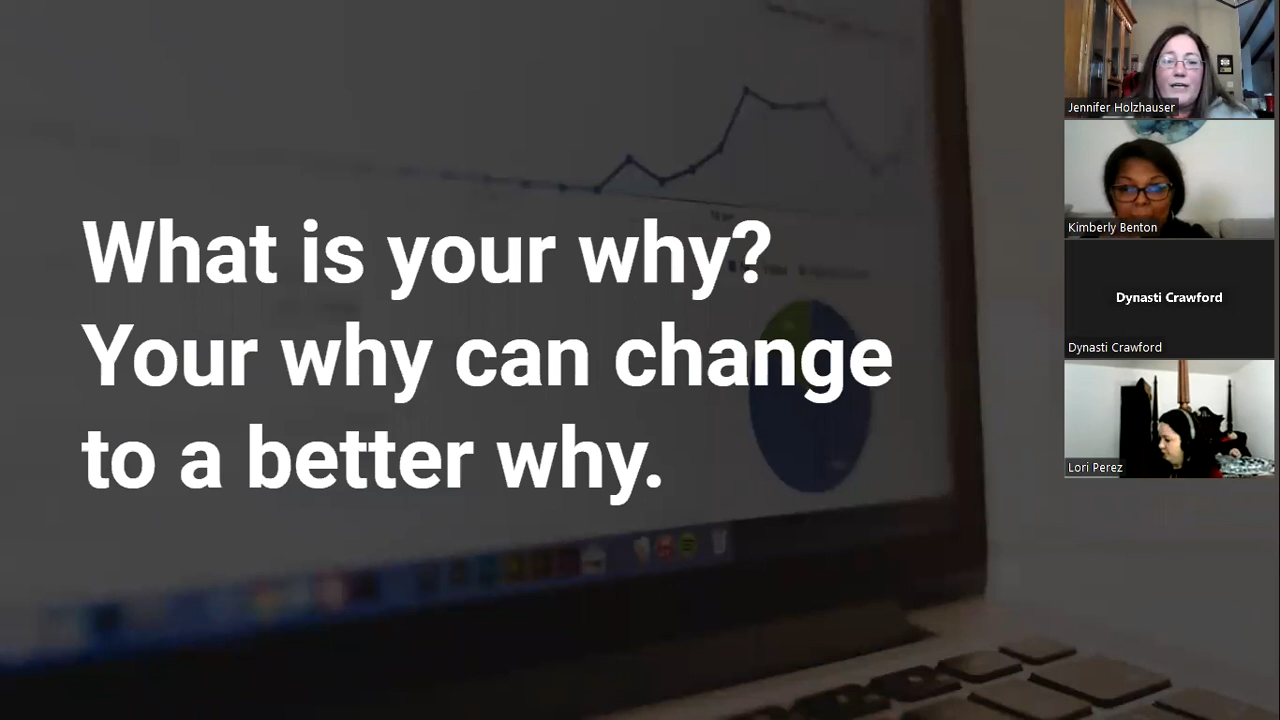 What is your why?
Your why can change
to a better why.
Jennifer Holzhauser
Kimberly Benton
Dynasti Crawford
Dynasti Crawford
Lori Perez